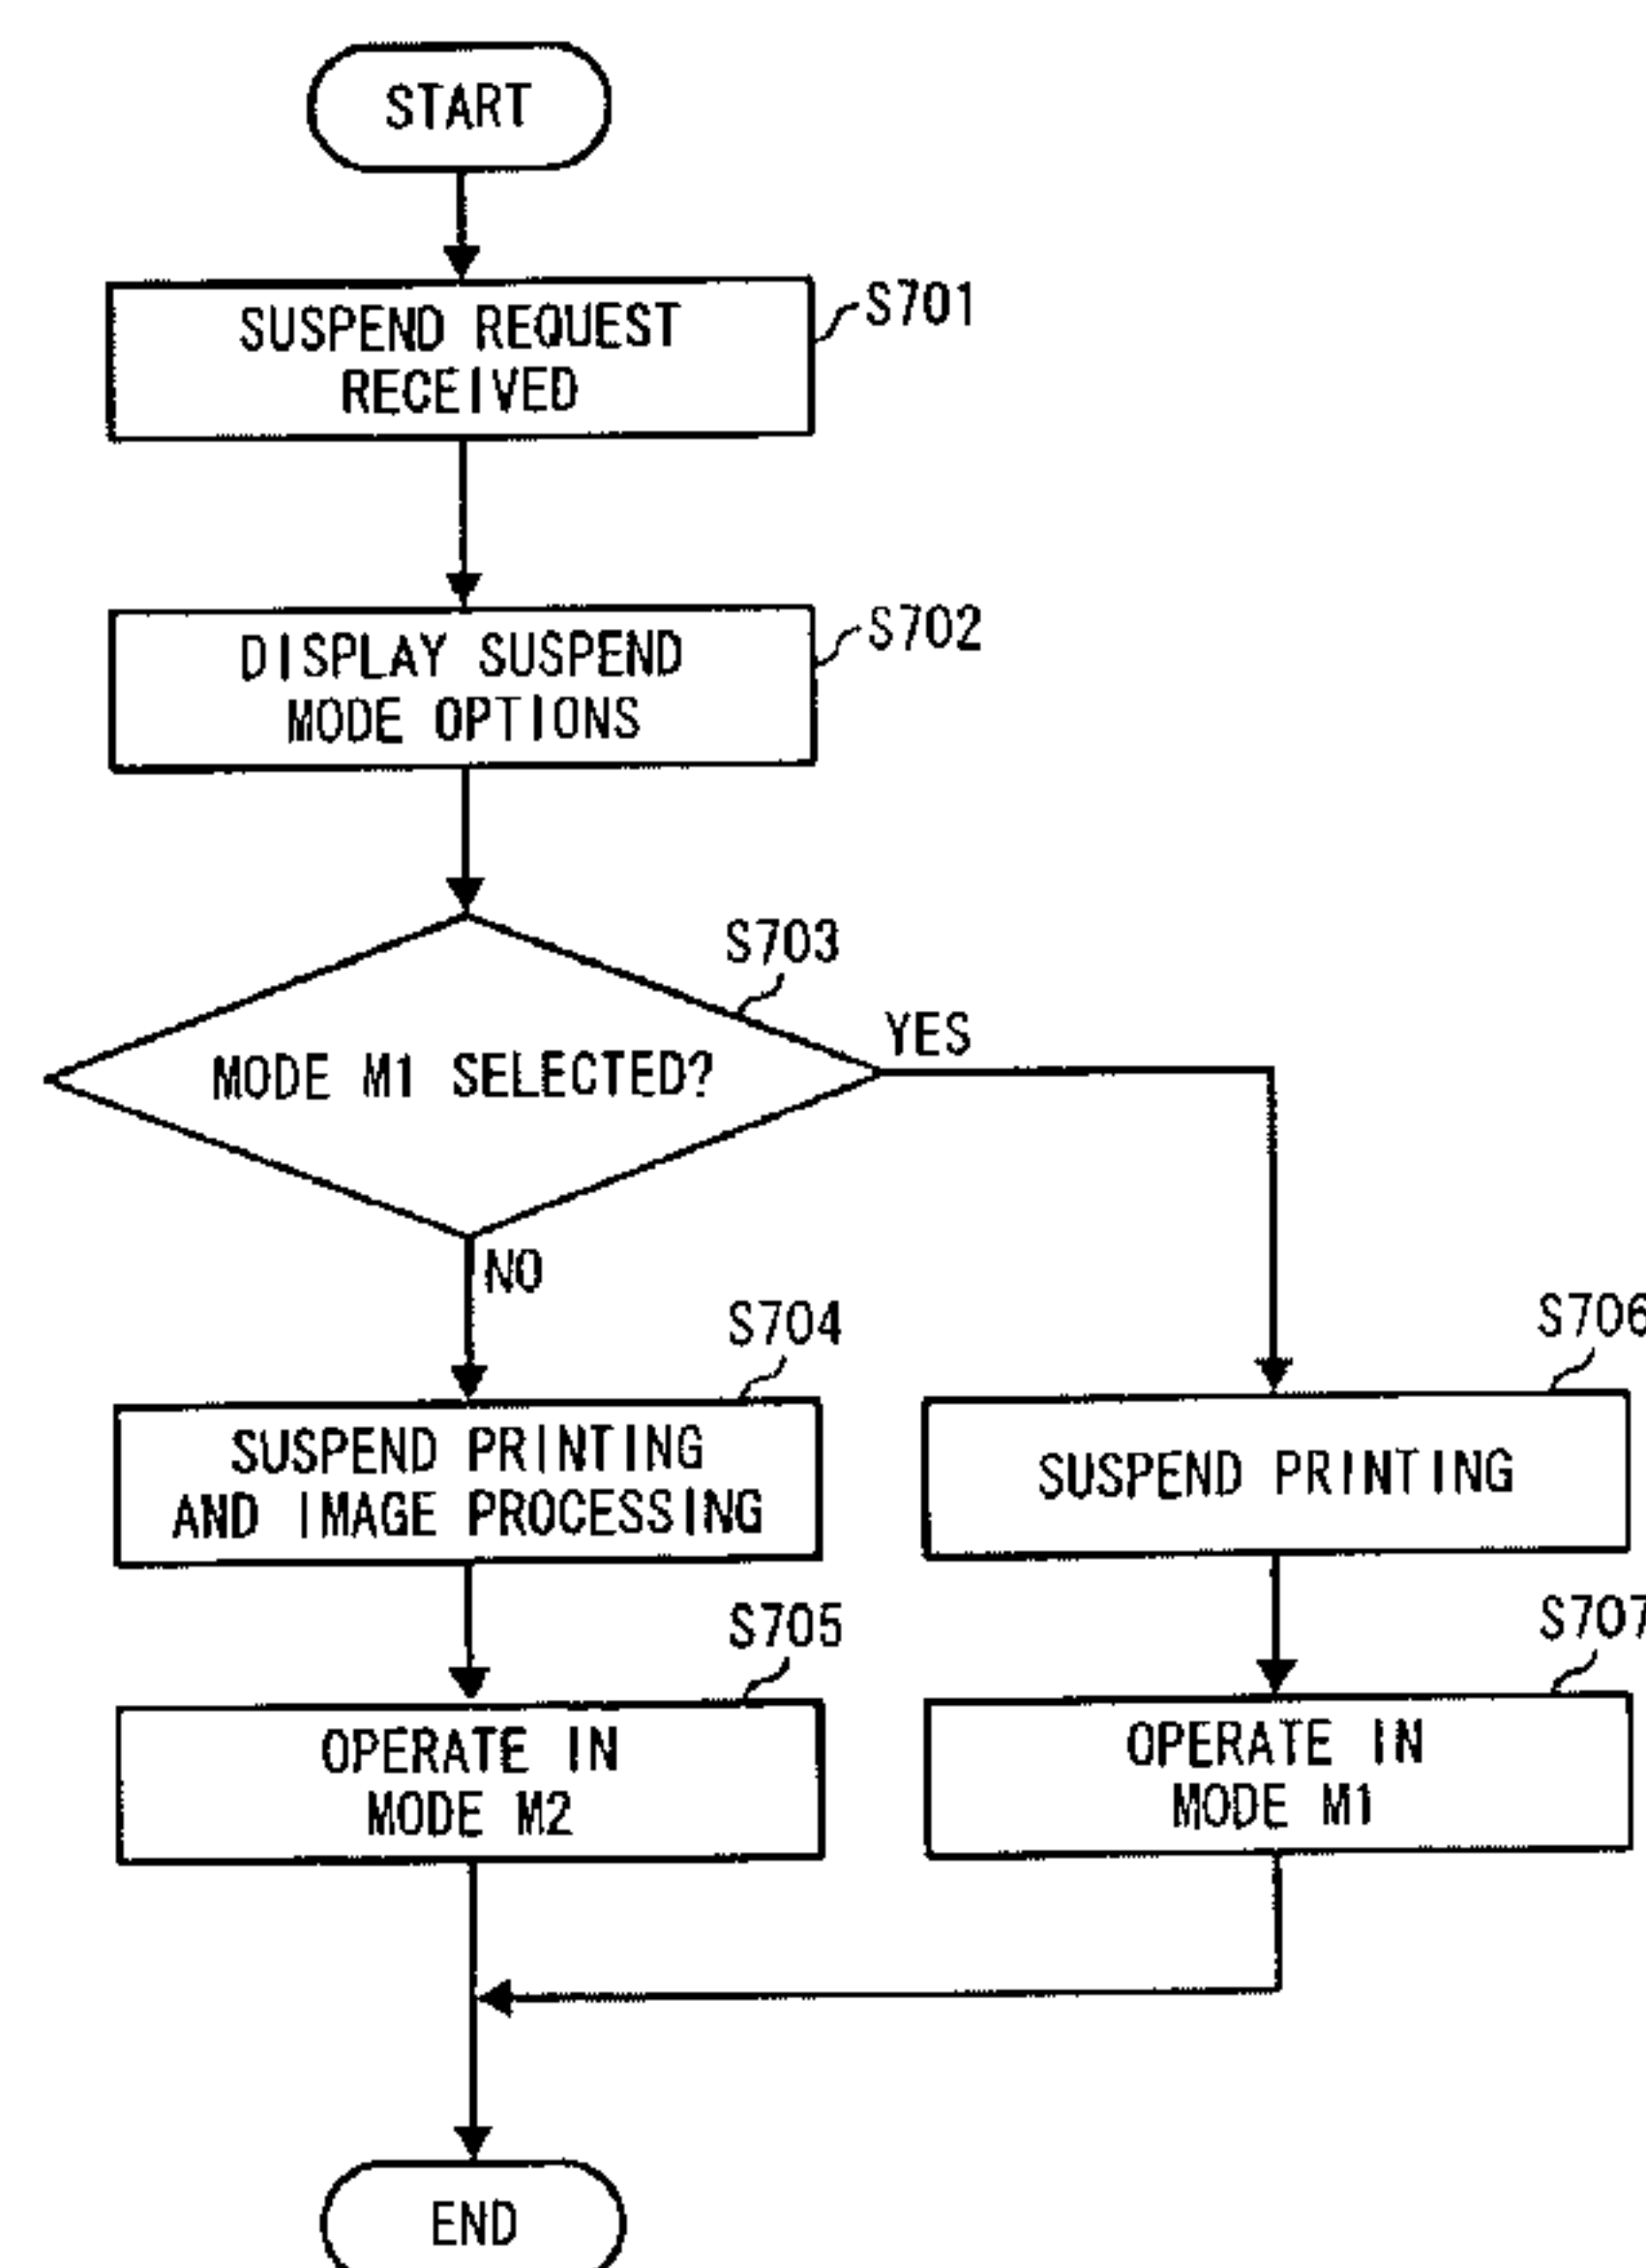 START
SUSPEND REQUEST
RECEIVED
S701
DISPLAY SUSPEND
MODE OPTIONS
S702
S703
MODE M1 SELECTED?
YES
NO
S704
SUSPEND PRINTING
AND IMAGE PROCESSING
S706
SUSPEND PRINTING
S705
OPERATE IN
MODE M2
S707
OPERATE IN
MODE M1
END